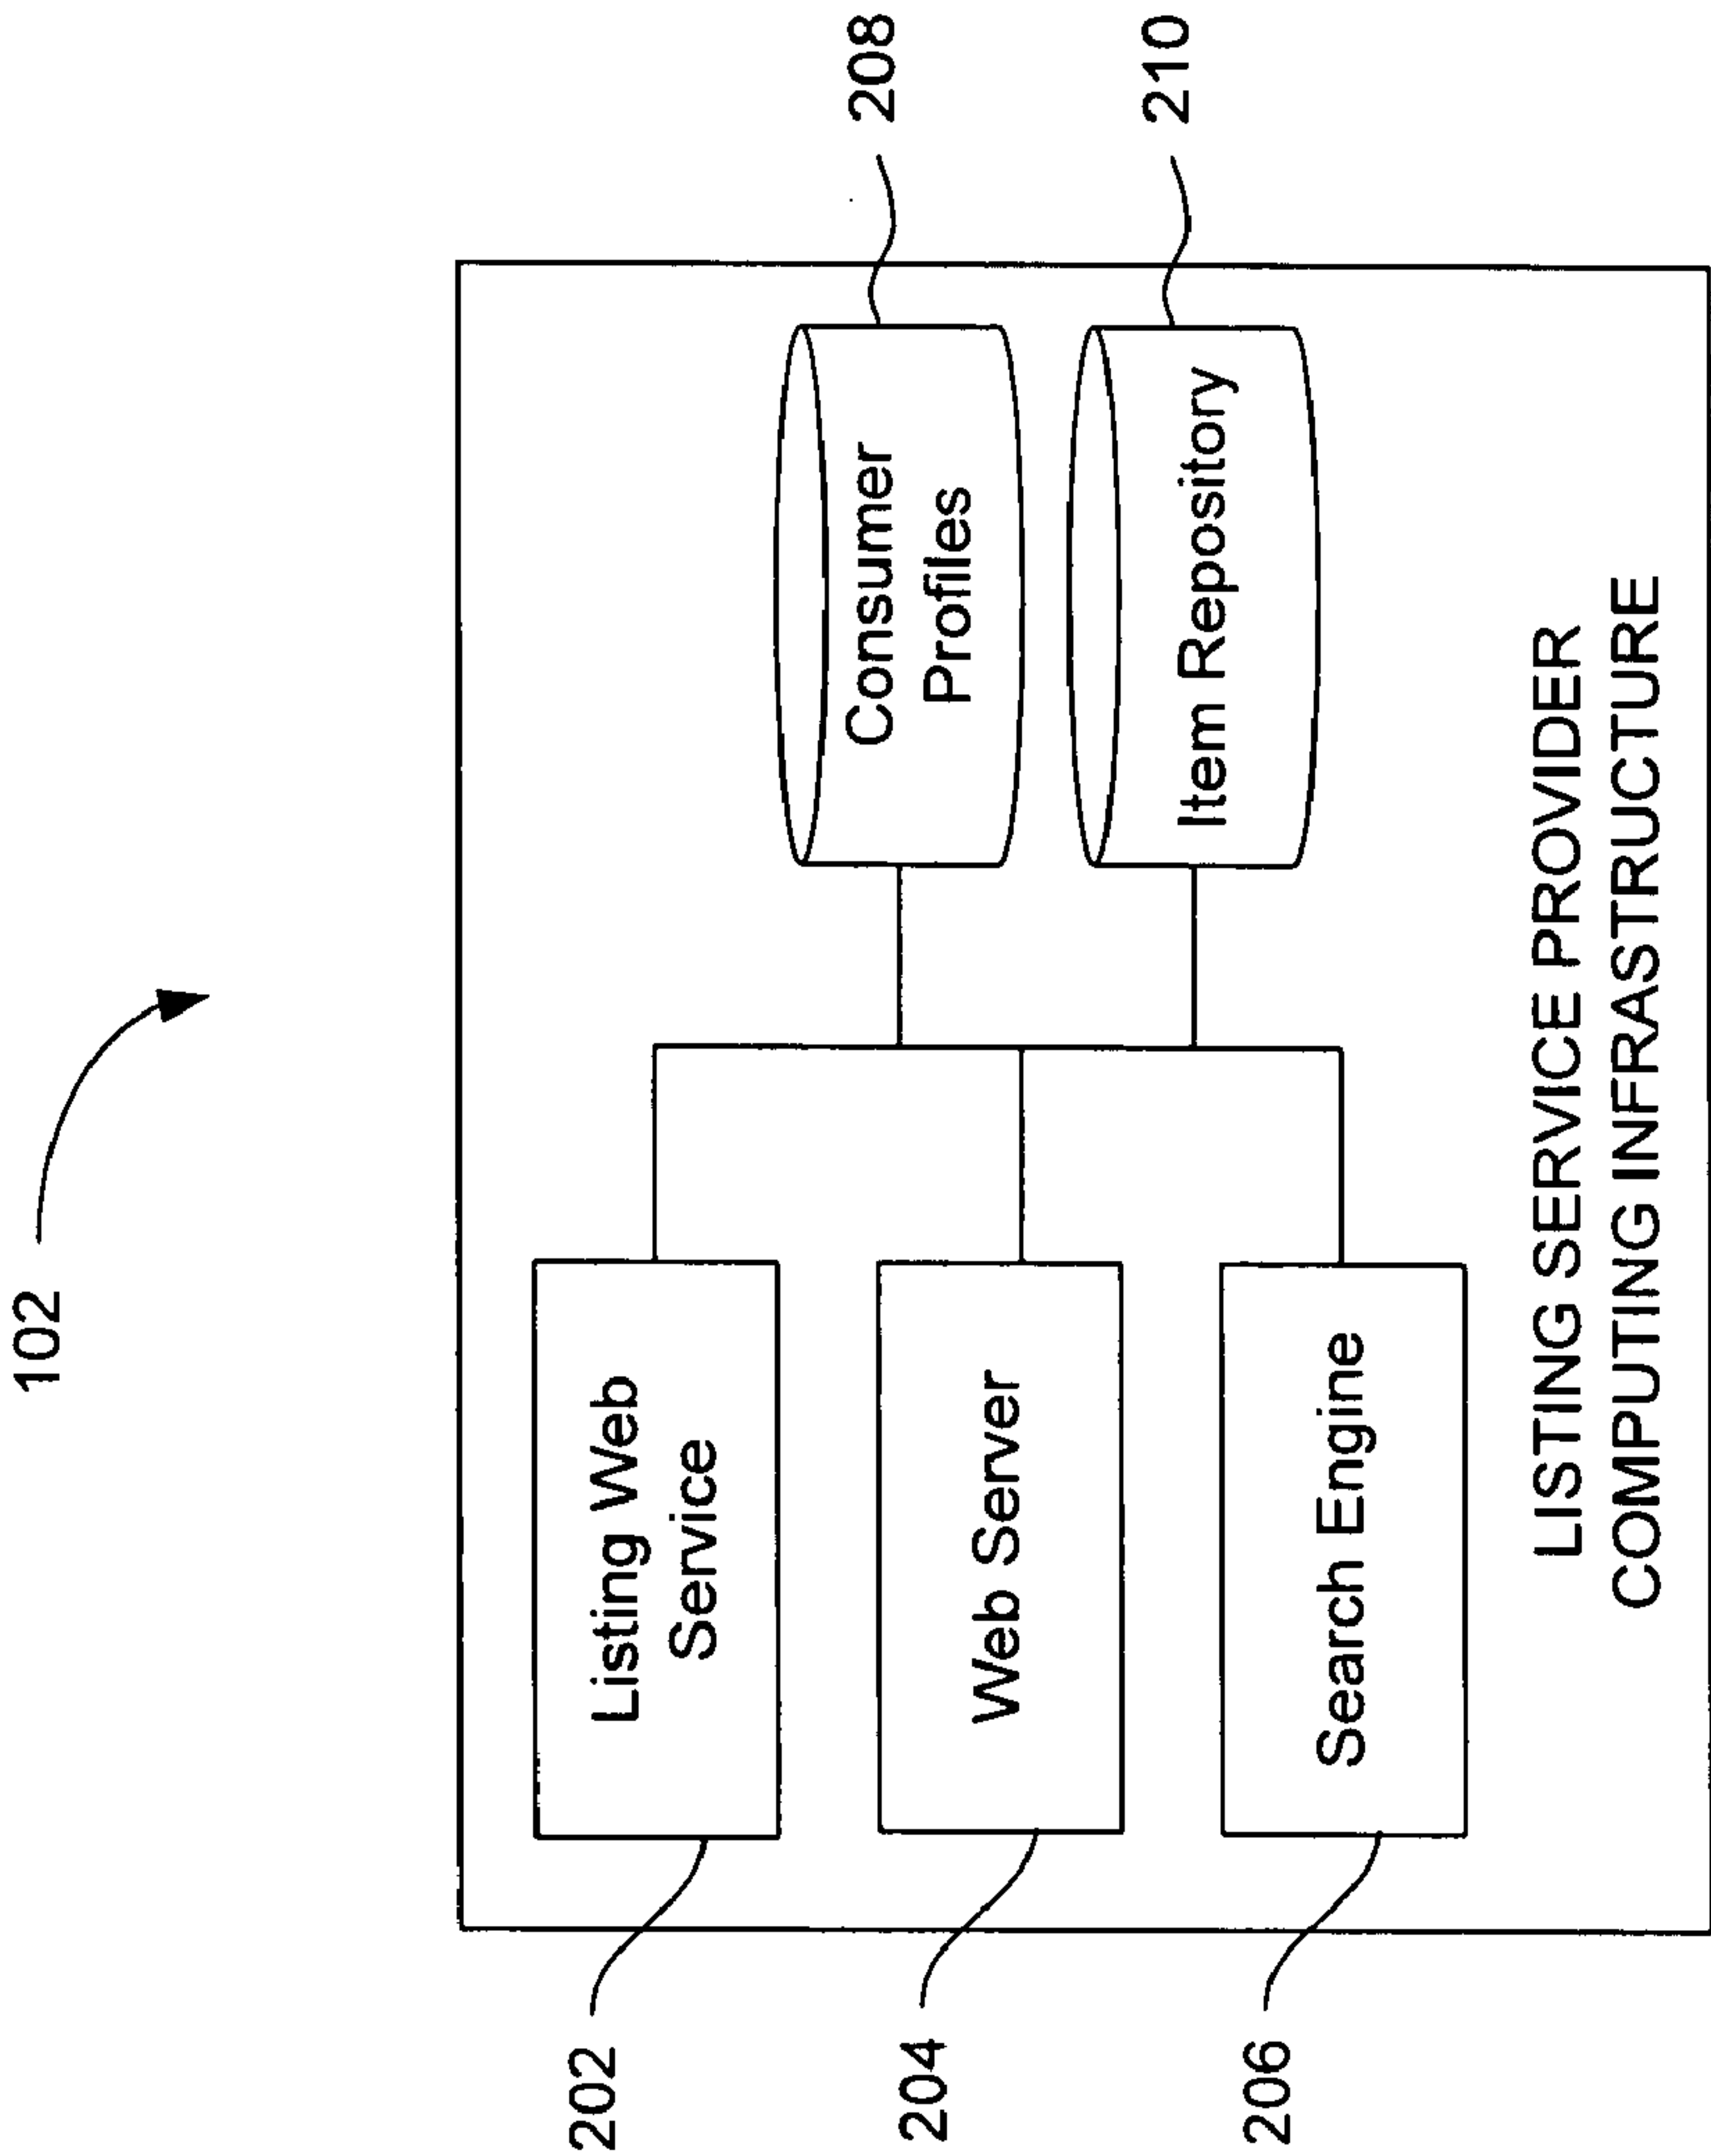 102
202
Listing Web
Service
204
Web Server
206
Search Engine
Consumer
Profiles
208
Item Repository
210
LISTING SERVICE PROVIDER
COMPUTING INFRASTRUCTURE